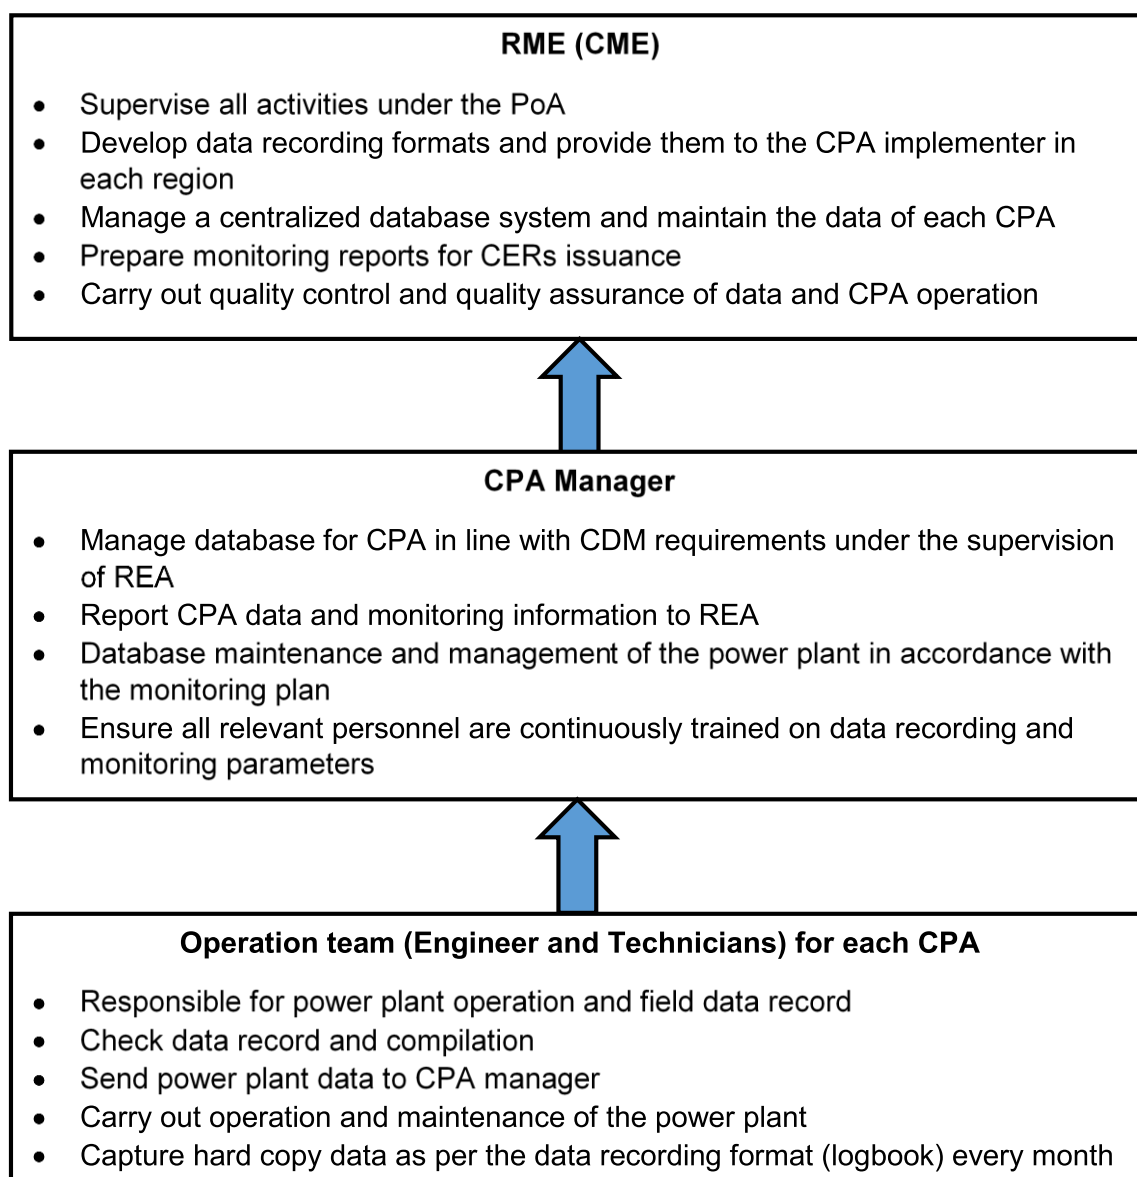 RME (CME)
• Supervise all activities under the PoA
• Develop data recording formats and provide them to the CPA implementer in
each region
• Manage a centralized database system and maintain the data of each CPA
• Prepare monitoring reports for CERs issuance
• Carry out quality control and quality assurance of data and CPA operation
CPA Manager
• Manage database for CPA in line with CDM requirements under the supervision
of REA
• Report CPA data and monitoring information to REA
• Database maintenance and management of the power plant in accordance with
the monitoring plan
• Ensure all relevant personnel are continuously trained on data recording and
monitoring parameters
Operation team (Engineer and Technicians) for each CPA
• Responsible for power plant operation and field data record
• Check data record and compilation
• Send power plant data to CPA manager
• Carry out operation and maintenance of the power plant
• Capture hard copy data as per the data recording format (logbook) every month